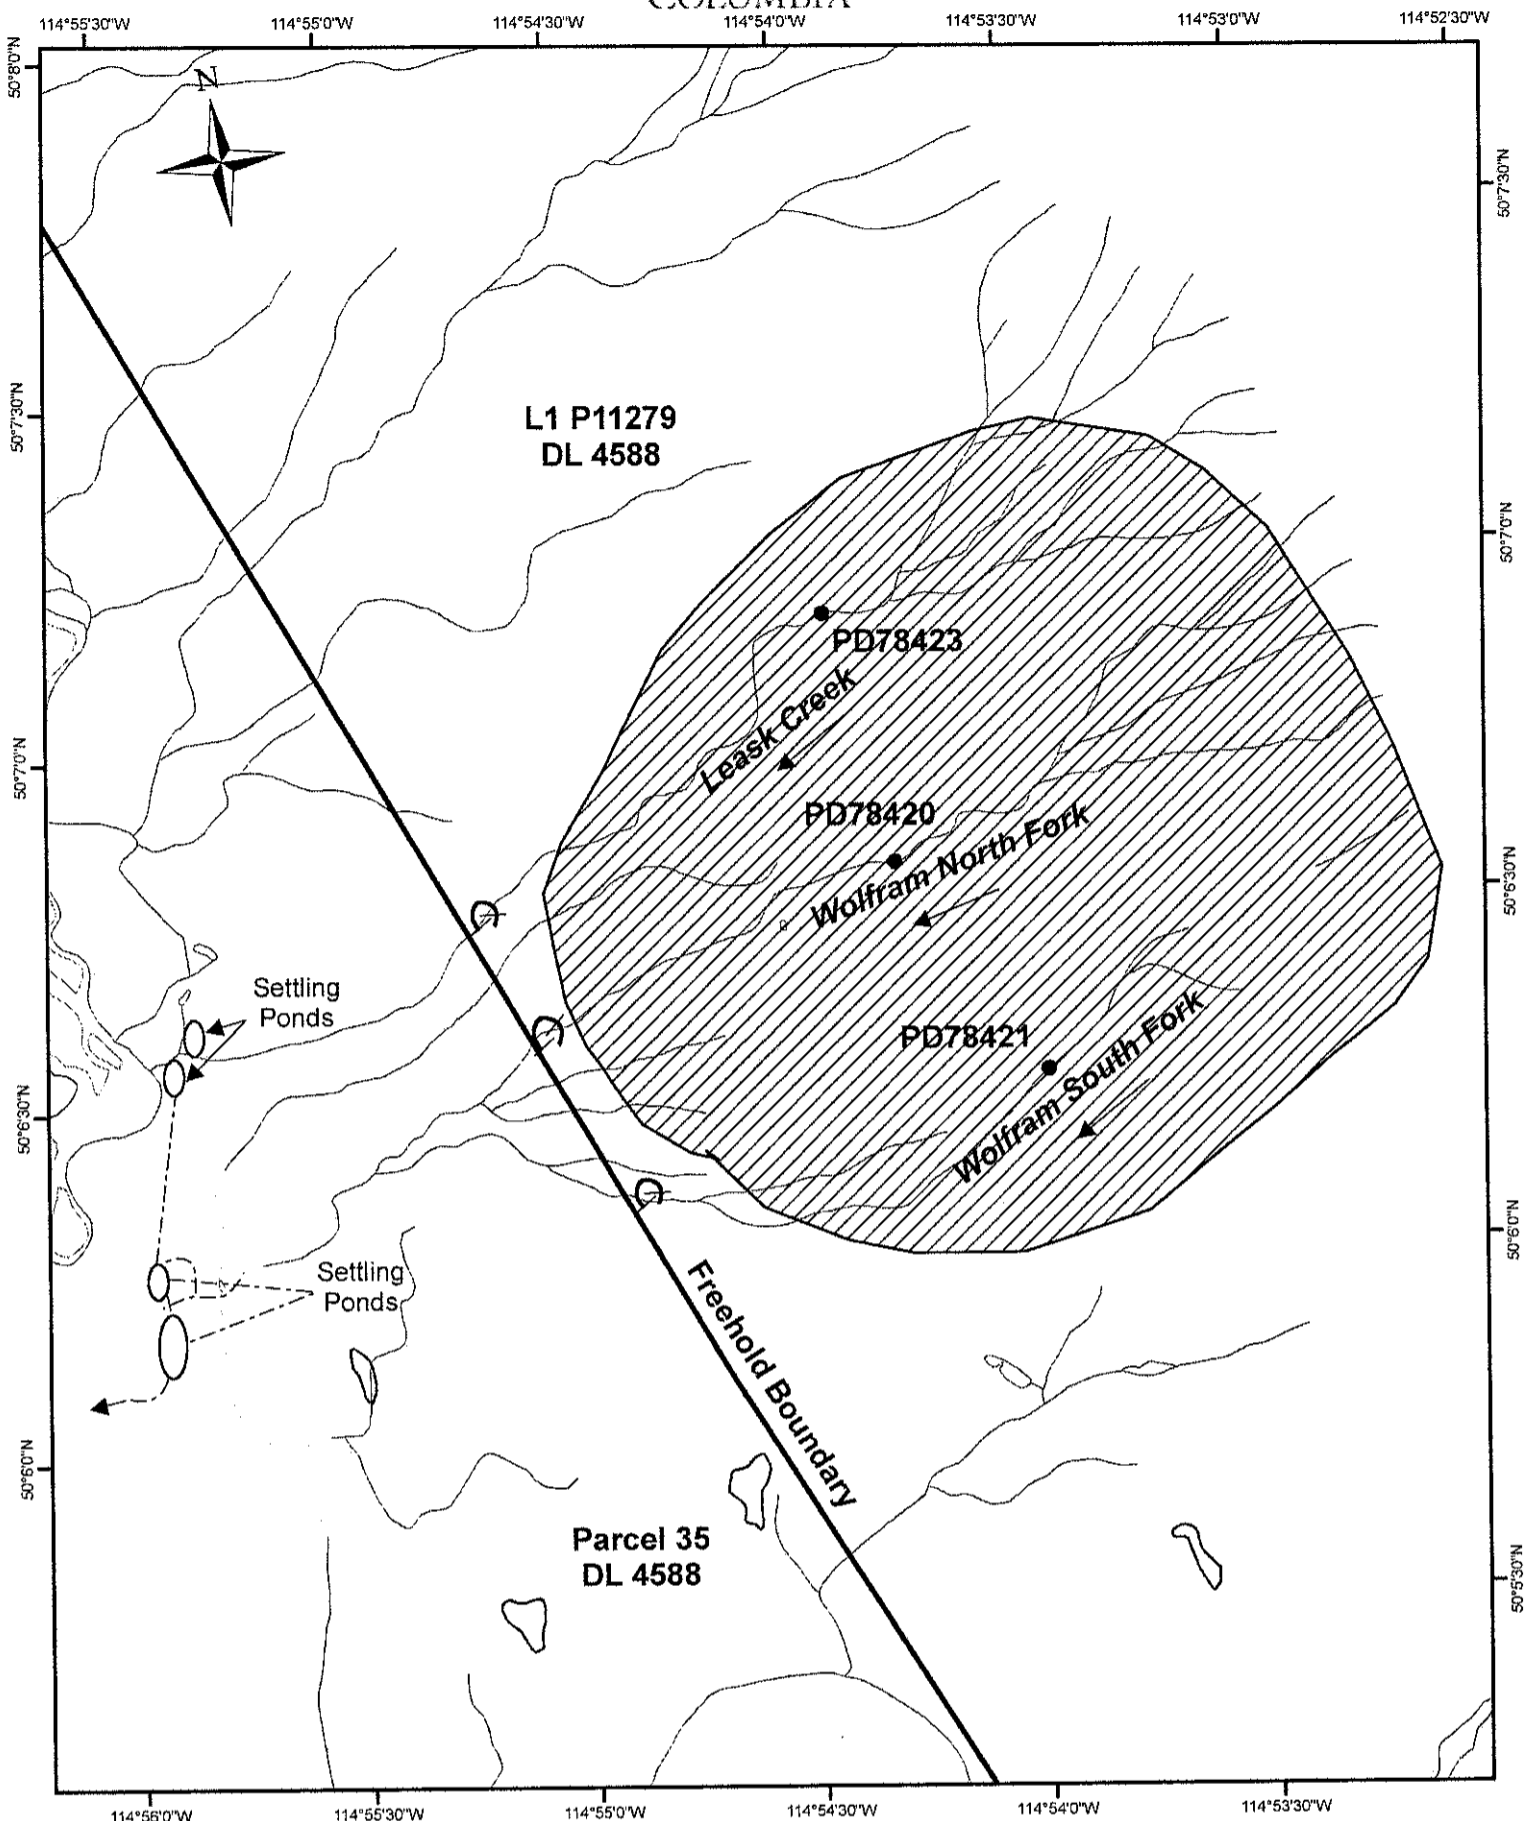 COLUMBIA
114°55'30"W
114°55'0"W
114°54'30"W
114°54'0"W
114°53'30"W
114°53'0"W
114°52'30"W
50°8'0"N
N
50°7'30"N
50°7'30"N
L1 P11279
DL 4588
50°7'0"N
PD78423
Leask Creek
50°7'0"N
PD78420
Wolfram North Fork
50°6'30"N
Settling
Ponds
PD78421
Wolfram South Fork
50°6'30"N
50°6'0"N
Settling
Ponds
Freehold Boundary
50°6'0"N
Parcel 35
DL 4588
50°5'30"N
114°56'0"W
114°55'30"W
114°55'0"W
114°54'30"W
114°54'0"W
114°53'30"W